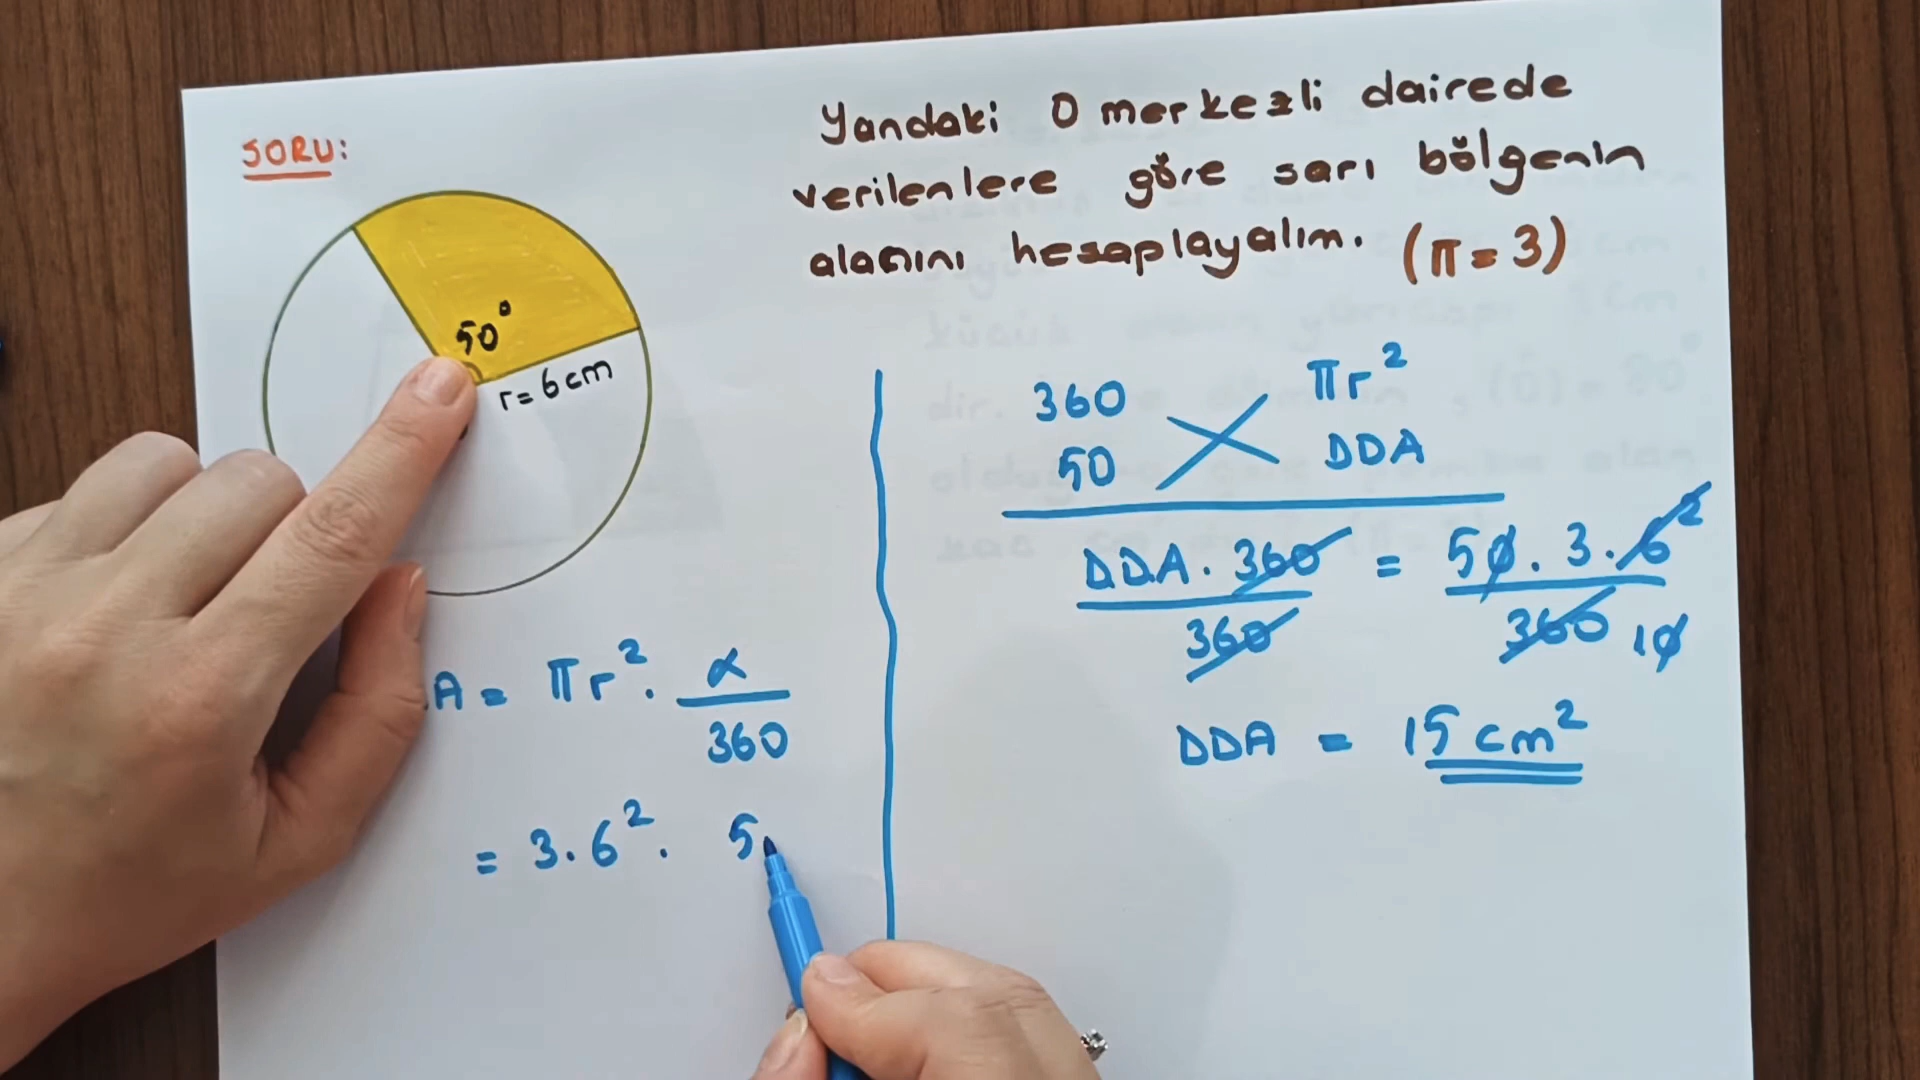 SORU:
Yandaki O merkezli dairede
verilenlere göre sarı bölgenin
alanını hesaplayalım. (π=3)
50°
r=6cm
360 πr²
50 DDA
DDA.360 = 50.3.6²
360 360 10
DDA = 15 cm²
A = πr². α
360
= 3.6². 5